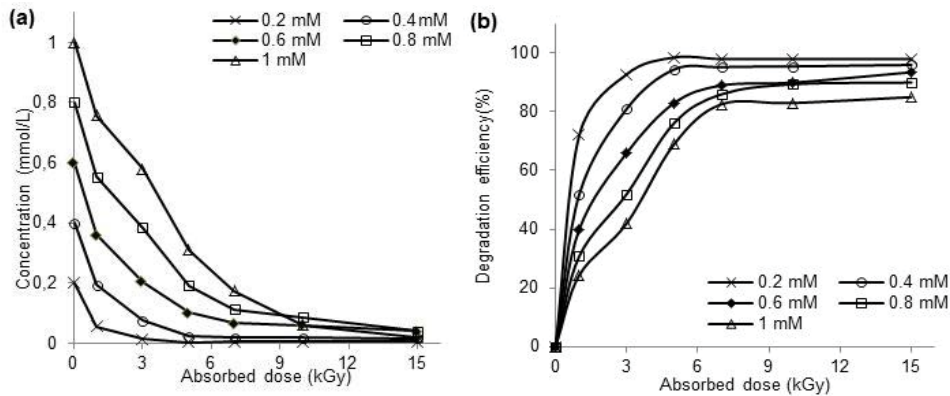 (a)
0.2 mM
0.4 mM
0.6 mM
0.8 mM
1 mM
1
0,8
0,6
0,4
0,2
0
Concentration (mmol/L)
0 3 6 9 12 15
Absorbed dose (kGy)
(b)
100
80
60
40
20
0
Degradation efficiency(%)
0.2 mM
0.4 mM
0.6 mM
0.8 mM
1 mM
0 3 6 9 12 15
Absorbed dose (kGy)